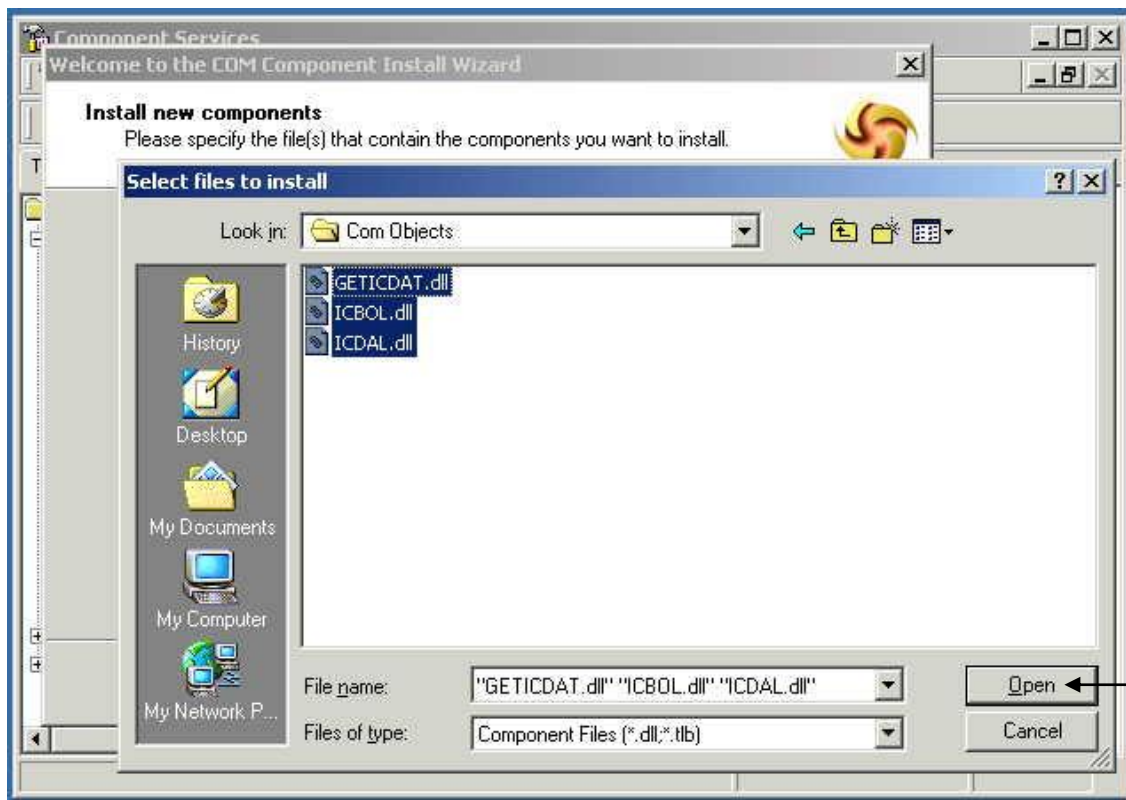 Component Services
Welcome to the COM Component Install Wizard
Install new components
Please specify the file(s) that contain the components you want to install.
T
Select files to install
Look in: Com Objects
History
Desktop
My Documents
My Computer
My Network P...
GETICDAT.dll
ICBOL.dll
ICDAL.dll
File name: "GETICDAT.dll" "ICBOL.dll" "ICDAL.dll" Open
Files of type: Component Files (*.dll;*.tlb) Cancel